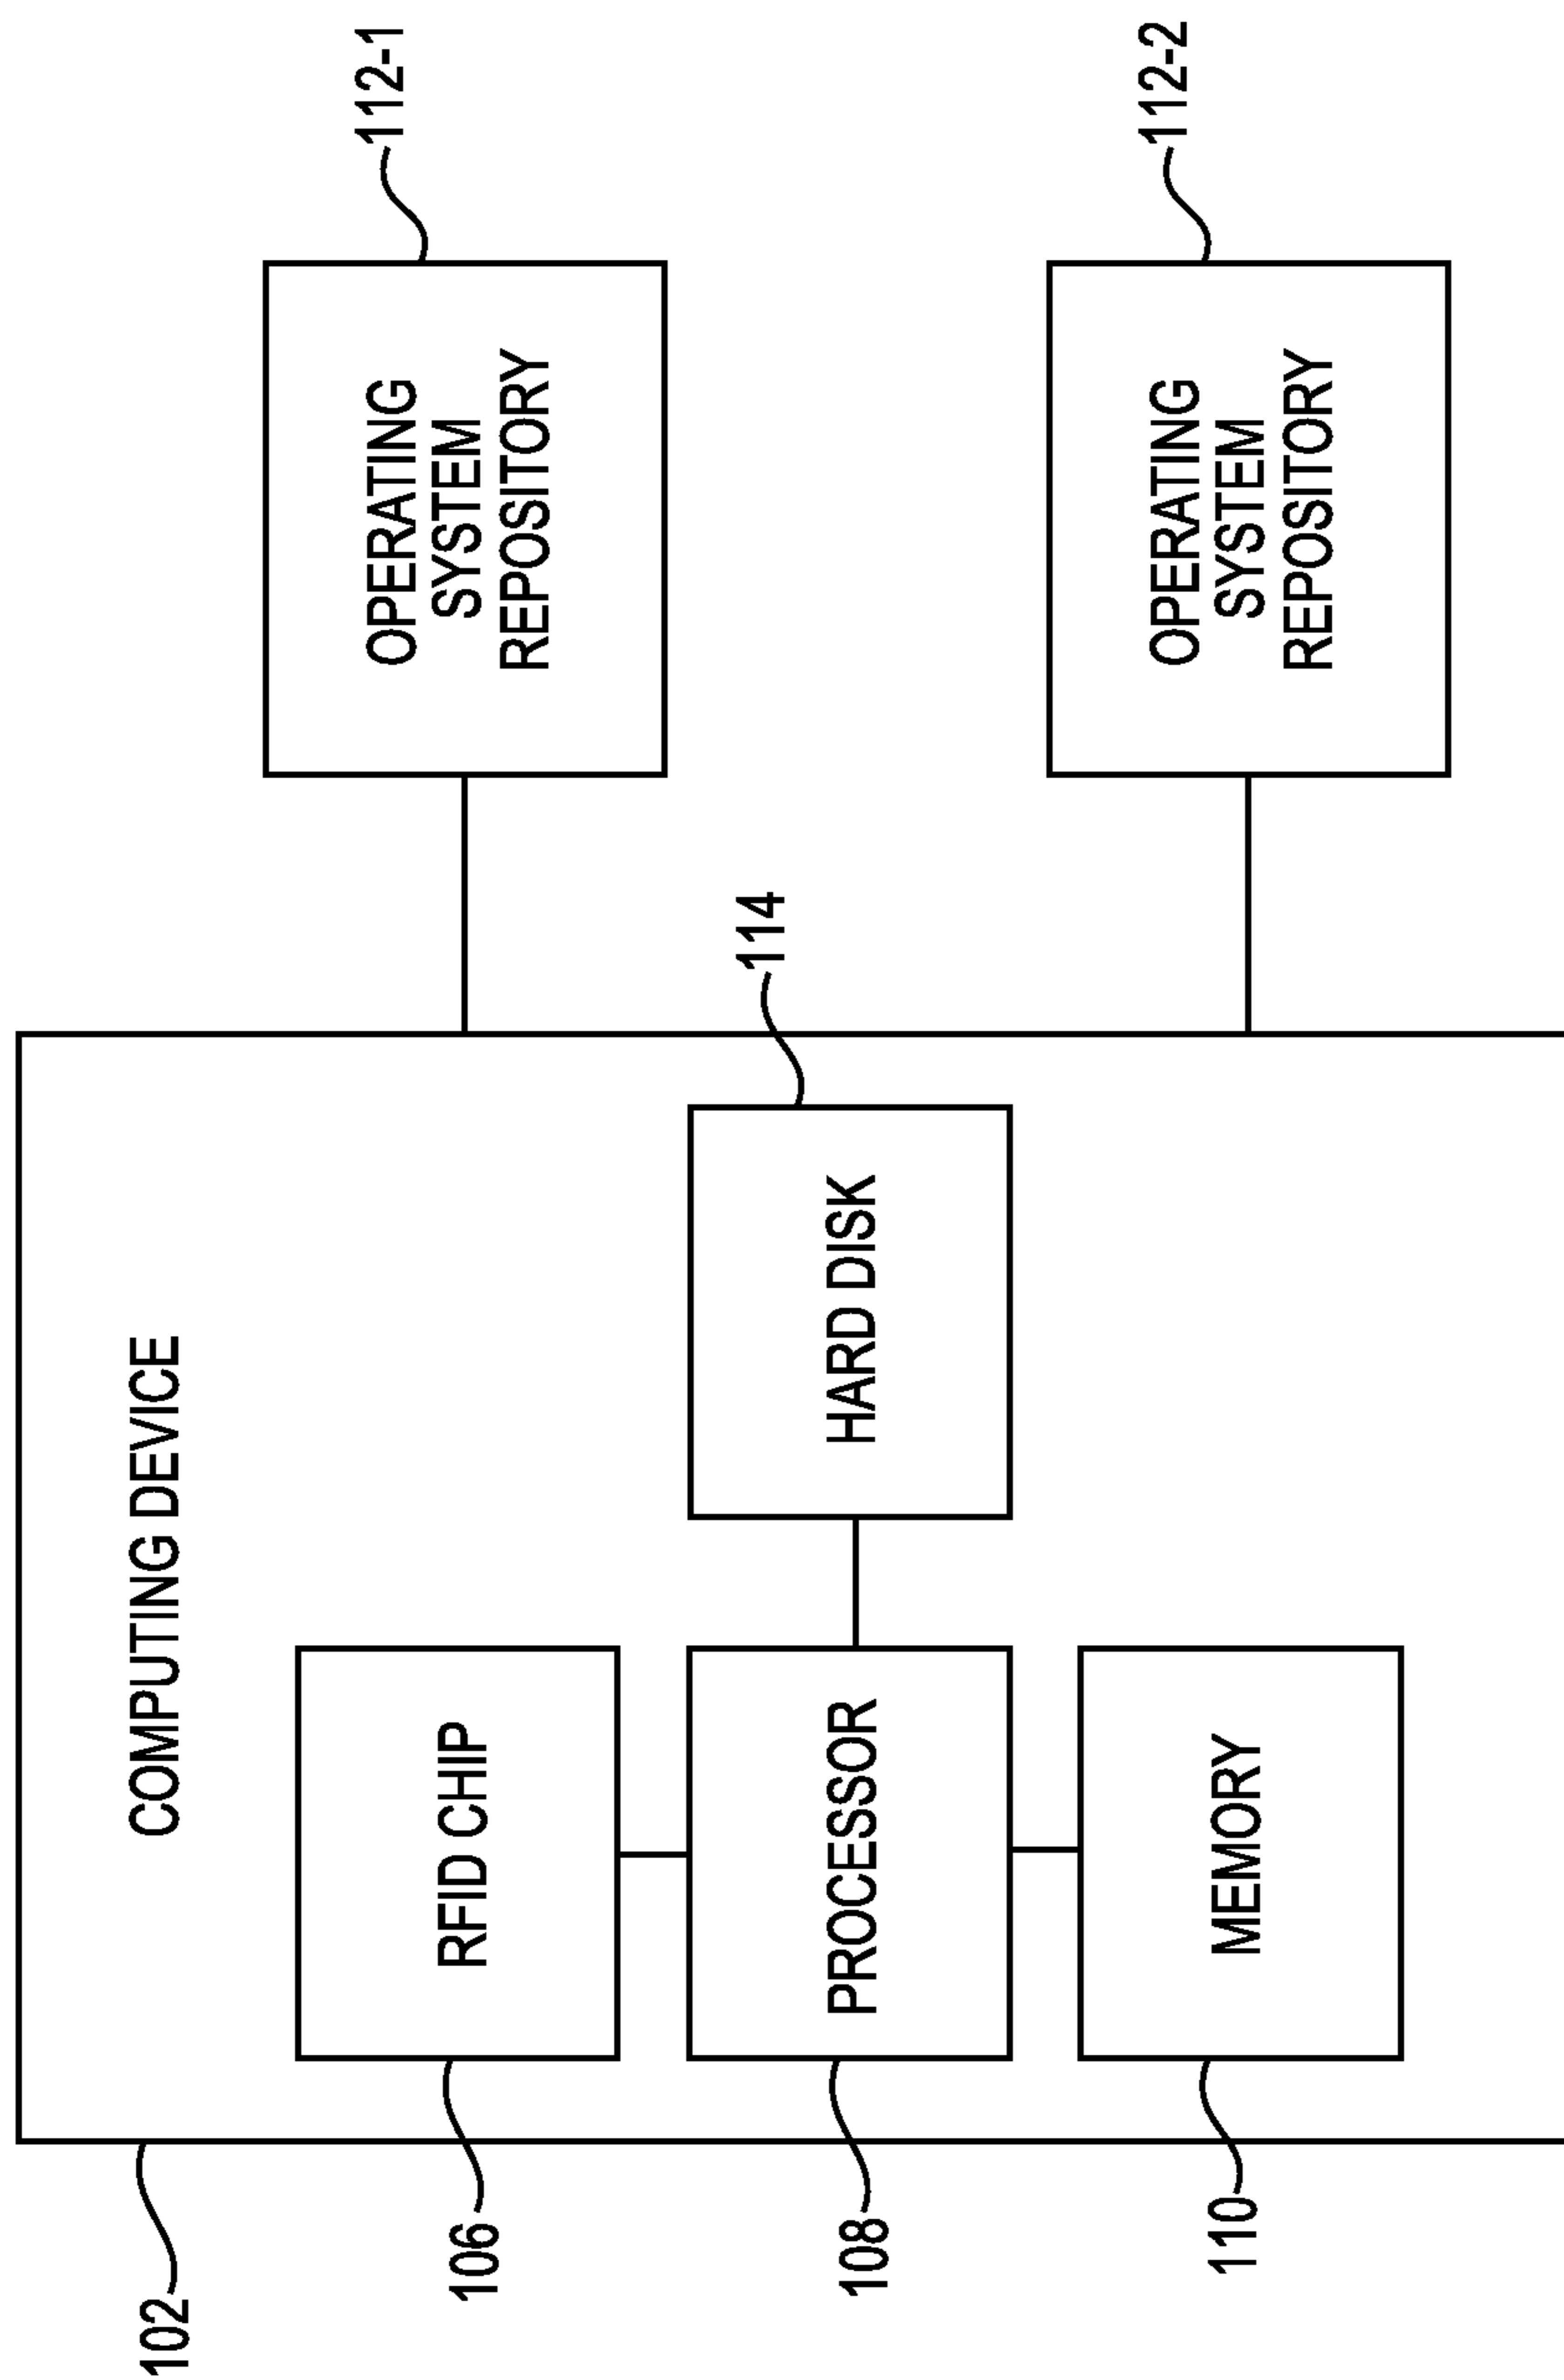 COMPUTING DEVICE
102
RFID CHIP
106
PROCESSOR
108
MEMORY
110
HARD DISK
114
OPERATING
SYSTEM
REPOSITORY
112-1
OPERATING
SYSTEM
REPOSITORY
112-2